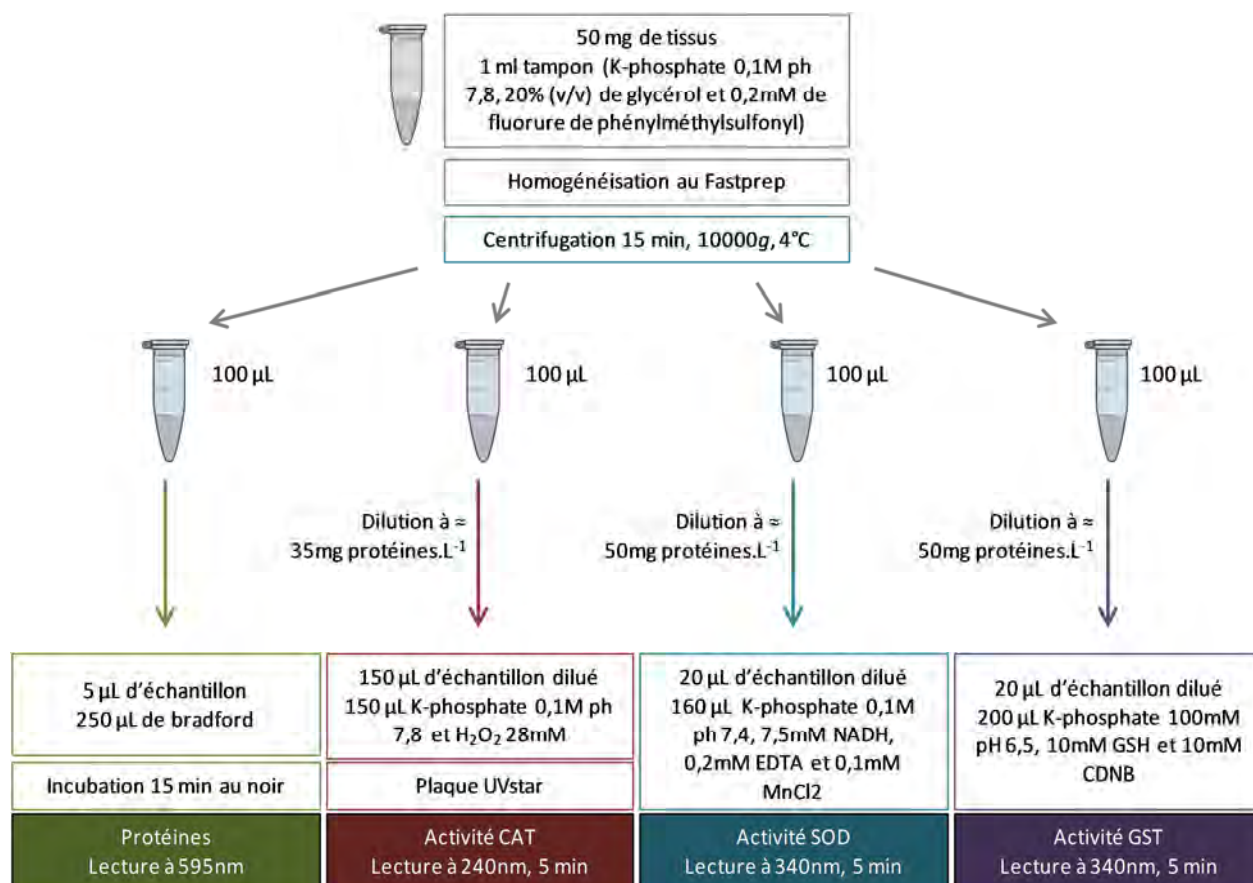 50 mg de tissus
1 ml tampon (K-phosphate 0,1M ph
7,8, 20% (v/v) de glycérol et 0,2mM de
fluorure de phénylméthylsulfonyl)
Homogénéisation au Fastprep
Centrifugation 15 min, 10000g, 4°C
100 µL
100 µL
100 µL
100 µL
Dilution à ≈
35mg protéines.L⁻¹
Dilution à ≈
50mg protéines.L⁻¹
Dilution à ≈
50mg protéines.L⁻¹
5 µL d'échantillon
250 µL de bradford
Incubation 15 min au noir
Protéines
Lecture à 595nm
150 µL d'échantillon dilué
150 µL K-phosphate 0,1M ph
7,8 et H₂O₂ 28mM
Plaque UVstar
Activité CAT
Lecture à 240nm, 5 min
20 µL d'échantillon dilué
160 µL K-phosphate 0,1M
ph 7,4, 7,5mM NADH,
0,2mM EDTA et 0,1mM
MnCl2
Activité SOD
Lecture à 340nm, 5 min
20 µL d'échantillon dilué
200 µL K-phosphate 100mM
pH 6,5, 10mM GSH et 10mM
CDNB
Activité GST
Lecture à 340nm, 5 min